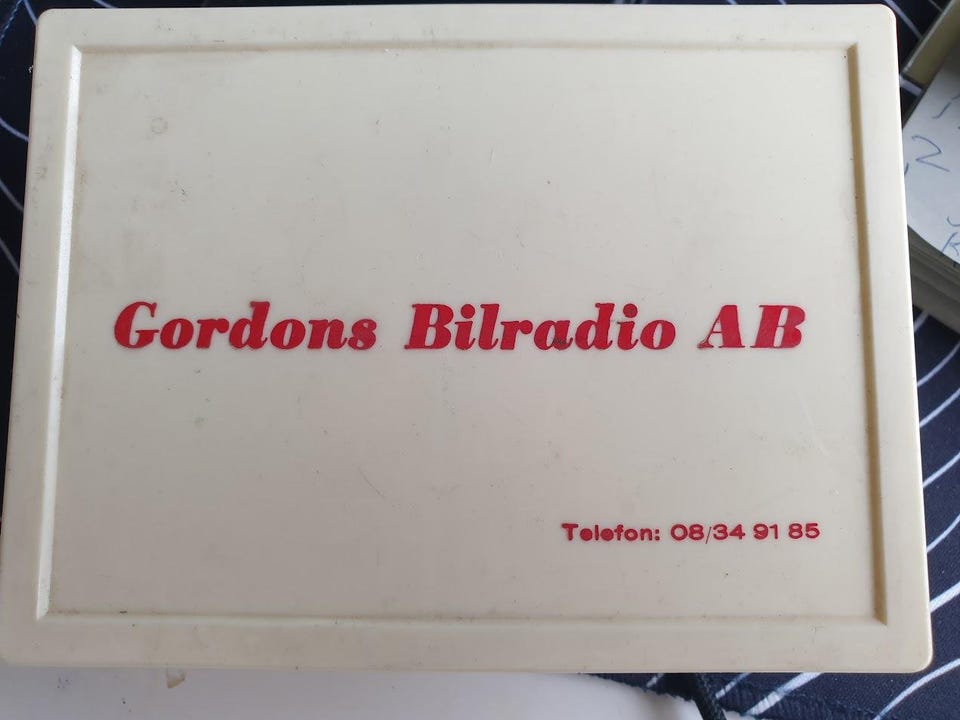 Gordons Bilradio AB
Telefon: 08/34 91 85